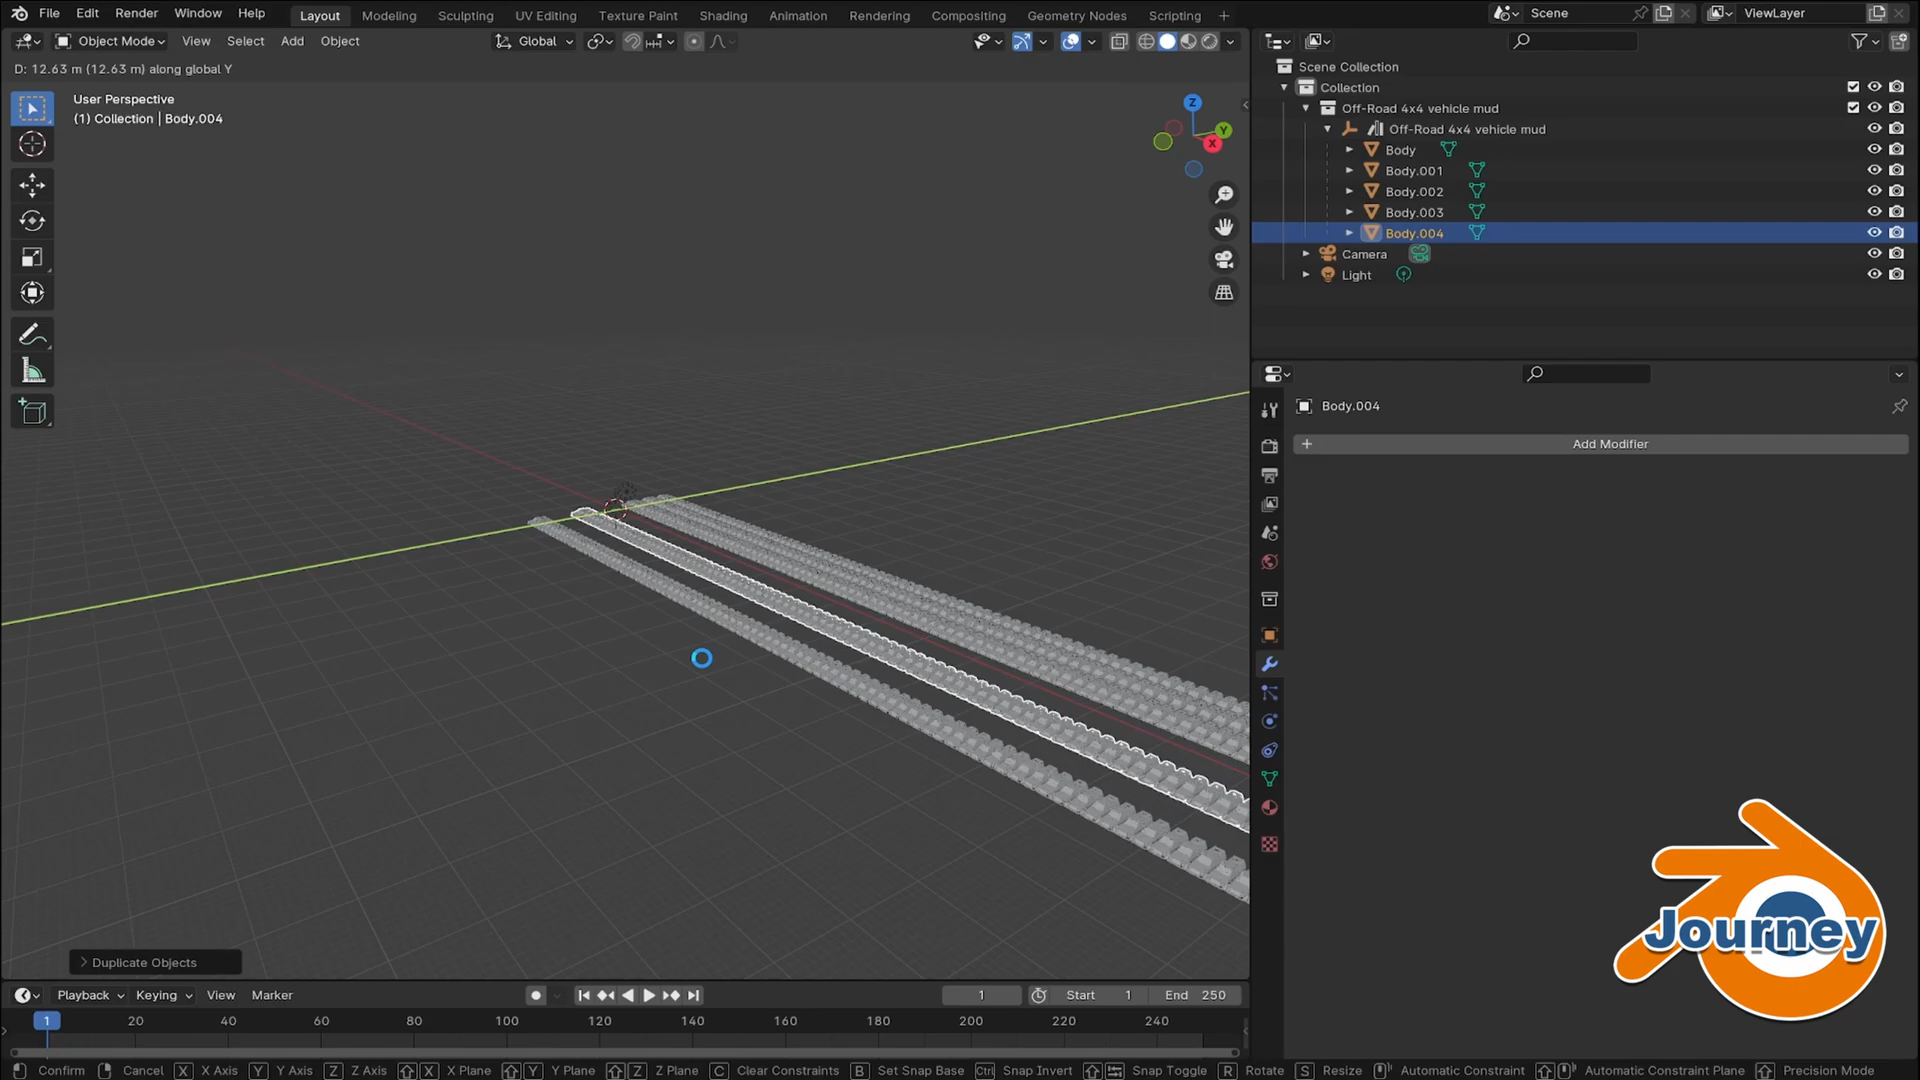 File Edit Render Window Help Layout Modeling Sculpting UV Editing Texture Paint Shading Animation Rendering Compositing Geometry Nodes Scripting Scene ViewLayer
Object Mode View Select Add Object Global
D: 12.63 m (12.63 m) along global Y
User Perspective
(1) Collection | Body.004
Z
Y
X
Scene Collection
Collection
Off-Road 4x4 vehicle mud
Off-Road 4x4 vehicle mud
Body
Body.001
Body.002
Body.003
Body.004
Camera
Light
Body.004
Add Modifier
Journey
Duplicate Objects
Playback Keying View Marker 1 Start 1 End 250
1 20 40 60 80 100 120 140 160 180 200 220 240
Confirm Cancel X X Axis Y Y Axis Z Z Axis X X Plane Y Y Plane Z Z Plane C Clear Constraints B Set Snap Base Ctrl Snap Invert Snap Toggle R Rotate S Resize Automatic Constraint Automatic Constraint Plane Precision Mode